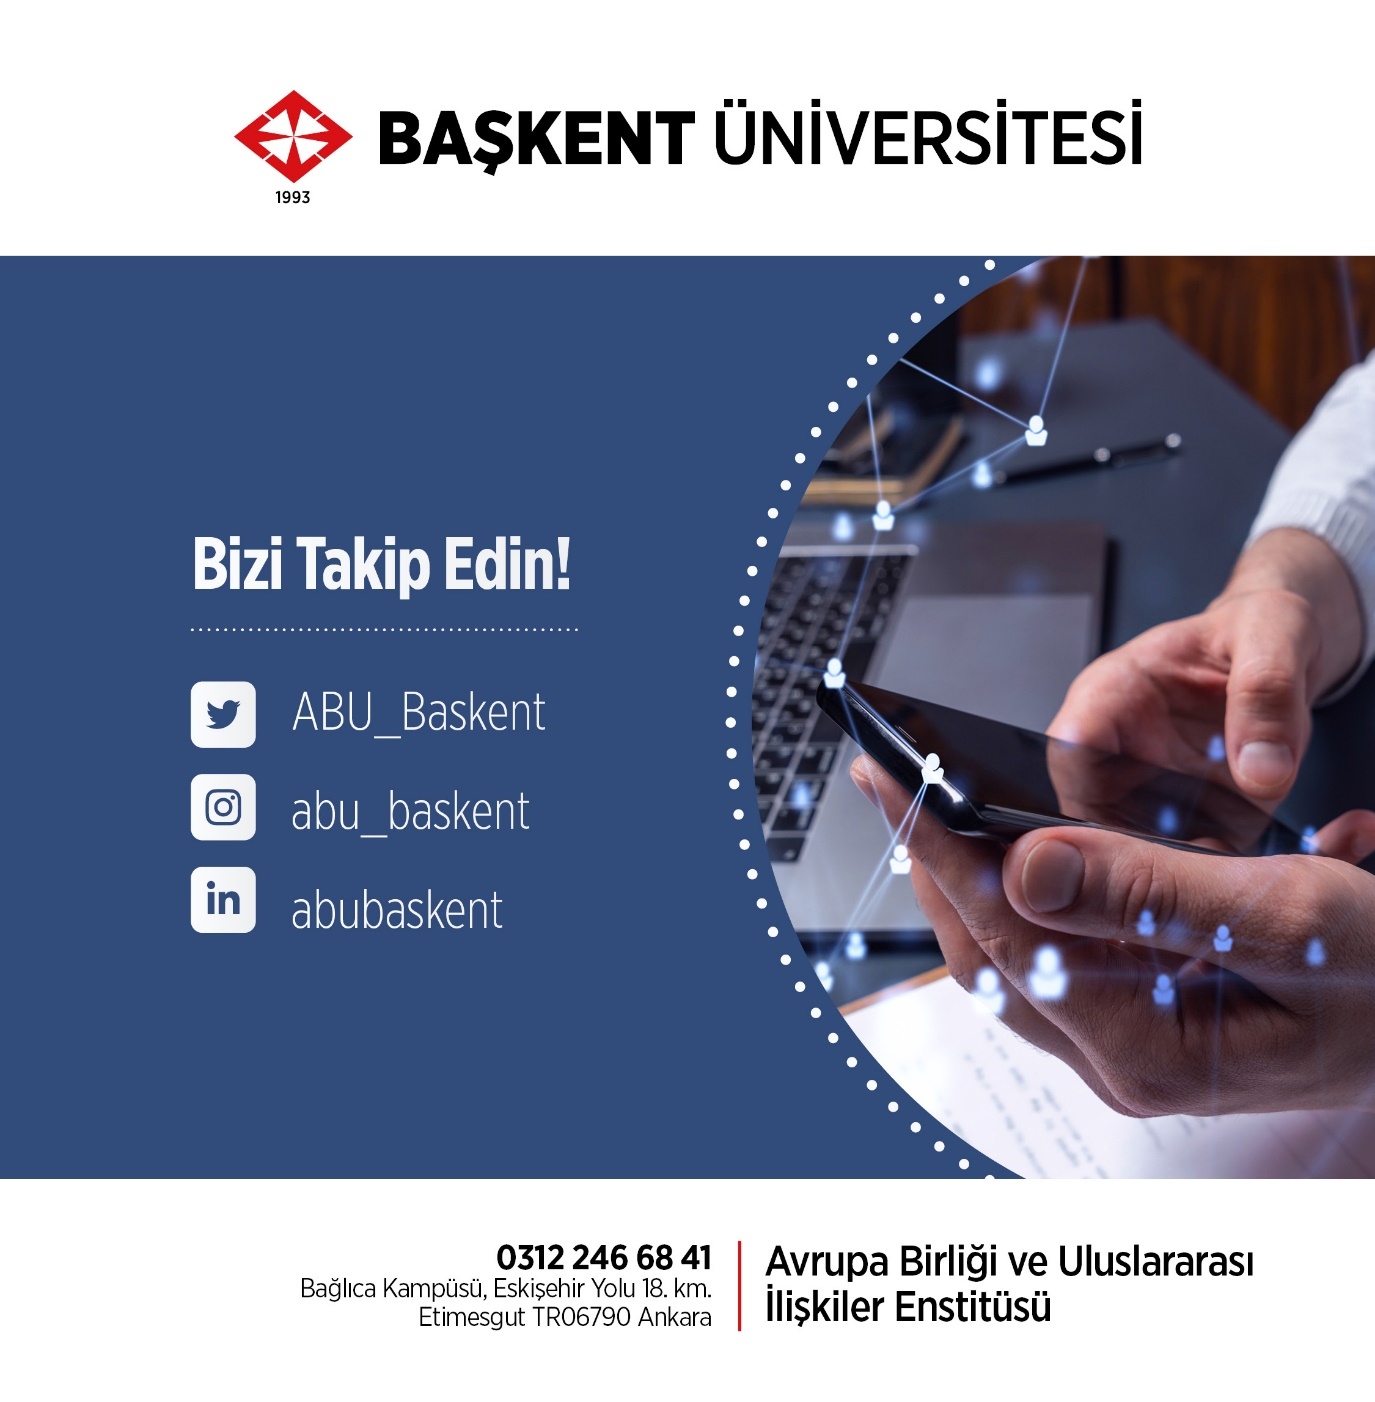 BAŞKENT ÜNİVERSİTESİ
1993
Bizi Takip Edin!
ABU_Baskent
abu_baskent
in abubaskent
0312 246 68 41
Bağlıca Kampüsü, Eskişehir Yolu 18. km.
Etimesgut TR06790 Ankara
Avrupa Birliği ve Uluslararası
İlişkiler Enstitüsü